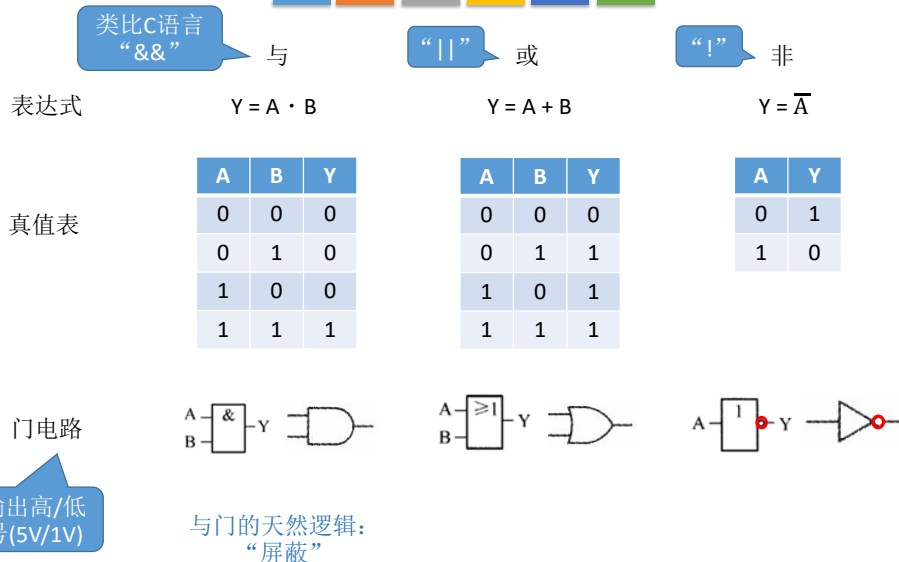 类比C语言
“&&”
与
“||”
或
“!”
非
表达式
Y = A · B
Y = A + B
Y = A̅
真值表
A B Y
0 0 0
0 1 0
1 0 0
1 1 1
A B Y
0 0 0
0 1 1
1 0 1
1 1 1
A Y
0 1
1 0
门电路
A
B
&
Y
A
B
≥1
Y
A
1
Y
出高/低
号(5V/1V)
与门的天然逻辑:
“屏蔽”